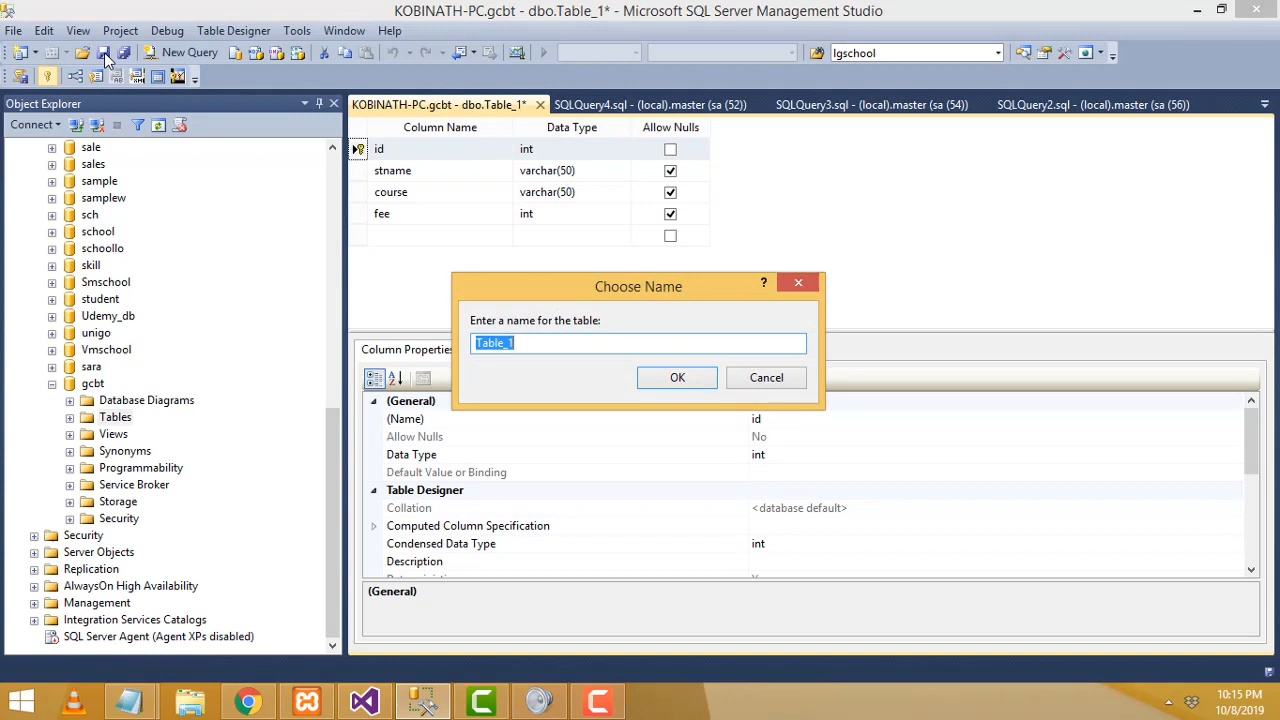 KOBINATH-PC.gcbt - dbo.Table_1* - Microsoft SQL Server Management Studio
File Edit View Project Debug Table Designer Tools Window Help
New Query
lgschool
Object Explorer
Connect
sale
sales
sample
samplew
sch
school
schoollo
skill
Smschool
student
Udemy_db
unigo
Vmschool
sara
gcbt
Database Diagrams
Tables
Views
Synonyms
Programmability
Service Broker
Storage
Security
Security
Server Objects
Replication
AlwaysOn High Availability
Management
Integration Services Catalogs
SQL Server Agent (Agent XPs disabled)
KOBINATH-PC.gcbt - dbo.Table_1* SQLQuery4.sql - (local).master (sa (52)) SQLQuery3.sql - (local).master (sa (54)) SQLQuery2.sql - (local).master (sa (56))
Column Name Data Type Allow Nulls
id int
stname varchar(50)
course varchar(50)
fee int
Choose Name
?
Enter a name for the table:
Table_1
OK Cancel
Column Properties
(General)
(Name) id
Allow Nulls No
Data Type int
Default Value or Binding
Table Designer
Collation <database default>
Computed Column Specification
Condensed Data Type int
Description
(General)
10:15 PM
10/8/2019